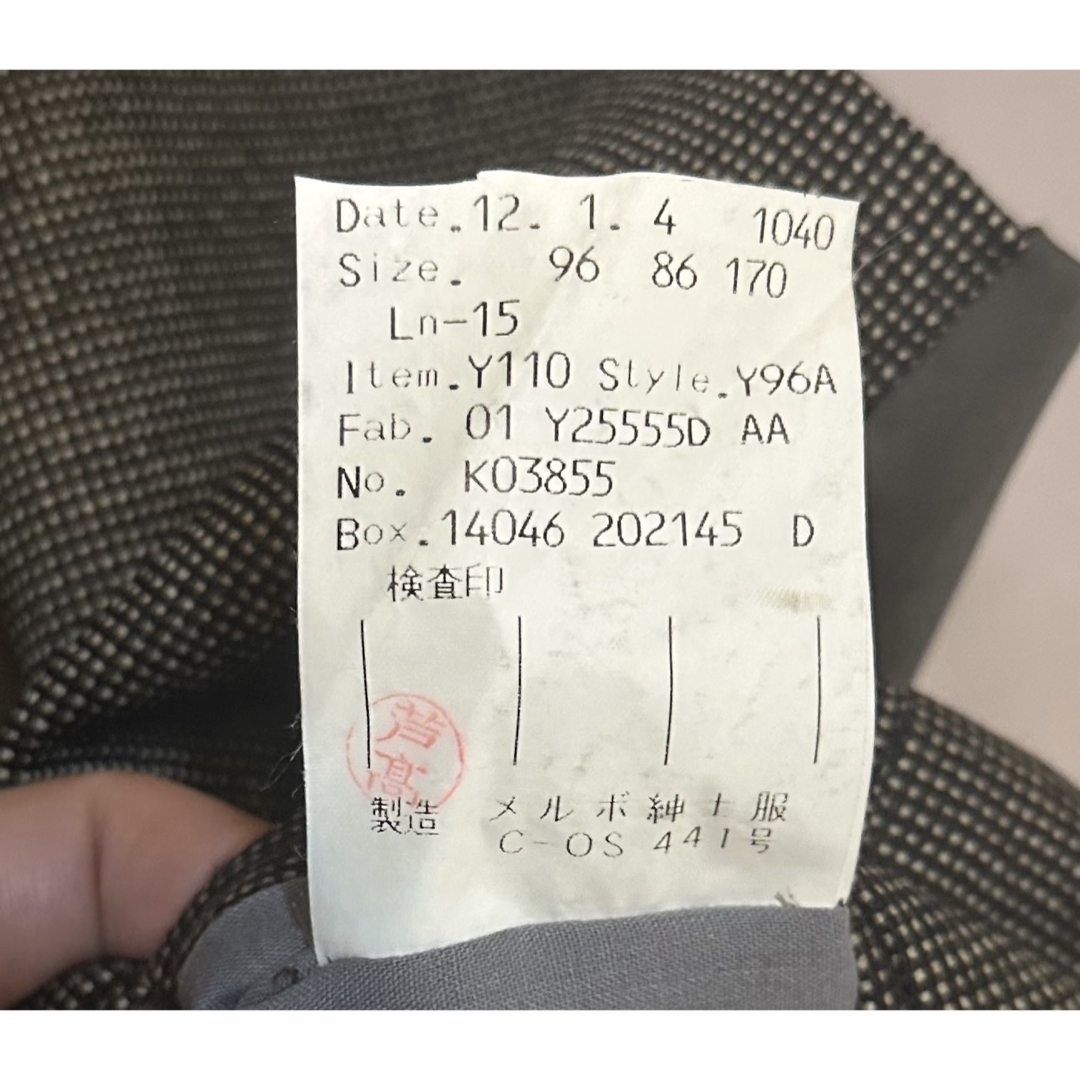 Date.12. 1. 4 1040
Size. 96 86 170
Ln-15
Item.Y110 Style.Y96A
Fab. 01 Y25555D AA
No. K03855
Box.14046 202145 D
検査印
芦高
製造 メルボ紳士服
C-OS 441号